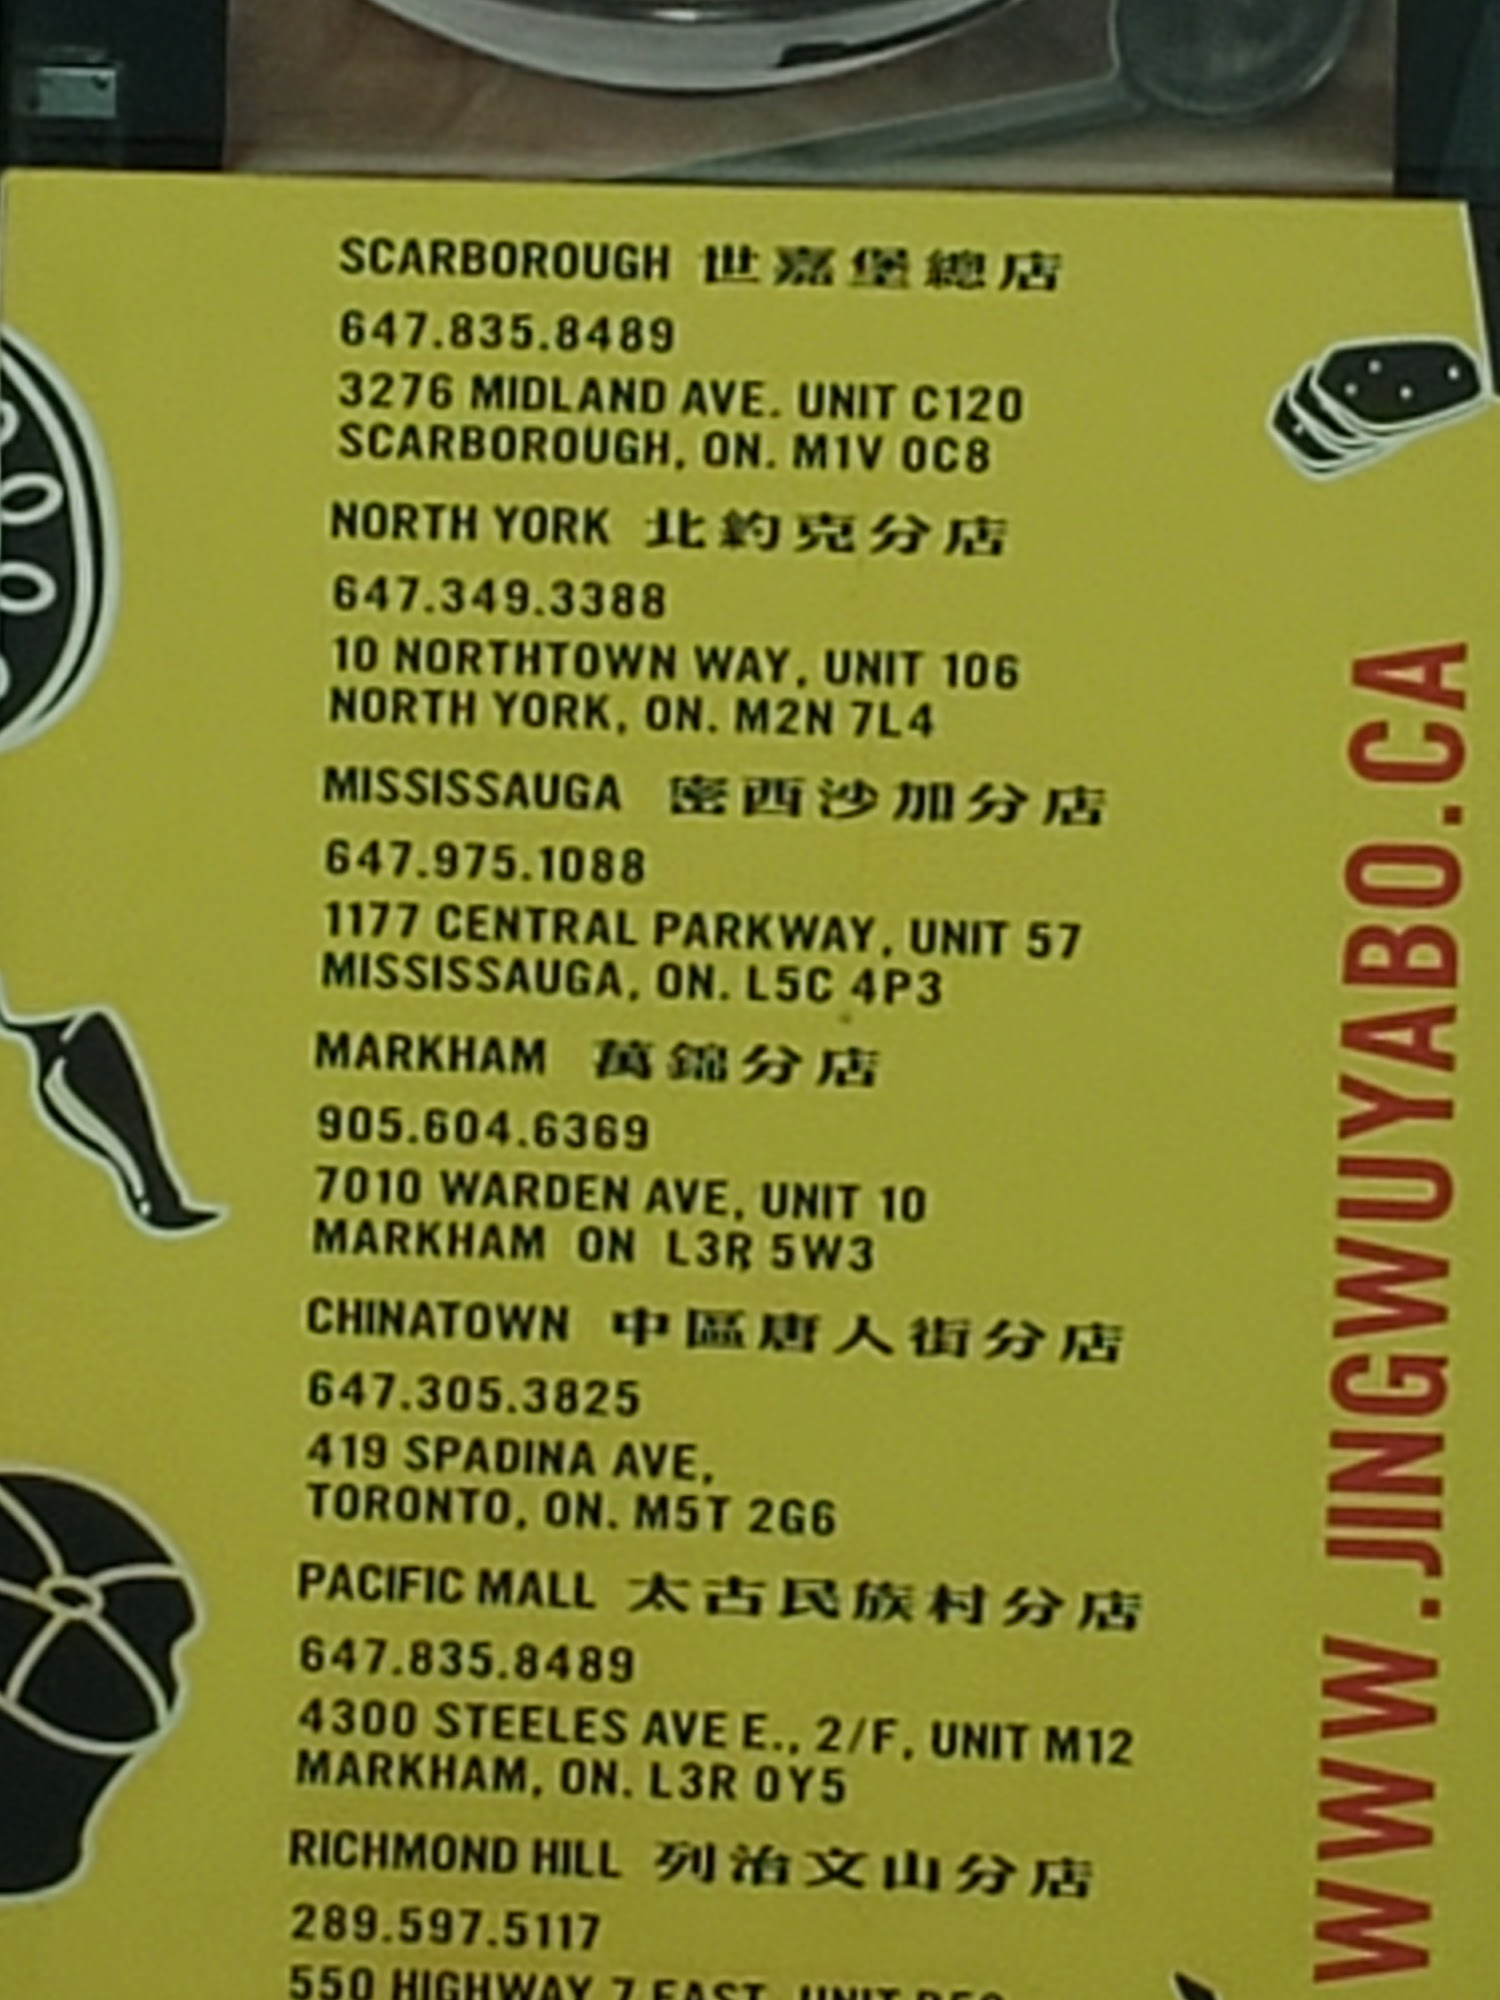 SCARBOROUGH 世嘉堡總店
647.835.8489
3276 MIDLAND AVE. UNIT C120
SCARBOROUGH, ON. M1V 0C8
NORTH YORK 北約克分店
647.349.3388
10 NORTHTOWN WAY, UNIT 106
NORTH YORK, ON. M2N 7L4
MISSISSAUGA 密西沙加分店
647.975.1088
1177 CENTRAL PARKWAY, UNIT 57
MISSISSAUGA, ON. L5C 4P3
MARKHAM 萬錦分店
905.604.6369
7010 WARDEN AVE, UNIT 10
MARKHAM ON L3R 5W3
CHINATOWN 中區唐人街分店
647.305.3825
419 SPADINA AVE,
TORONTO, ON. M5T 2G6
PACIFIC MALL 太古民族村分店
647.835.8489
4300 STEELES AVE E., 2/F, UNIT M12
MARKHAM, ON. L3R 0Y5
RICHMOND HILL 列治文山分店
289.597.5117
550 HIGHWAY 7 EAST, UNIT
WWW.JINGWUYABO.CA